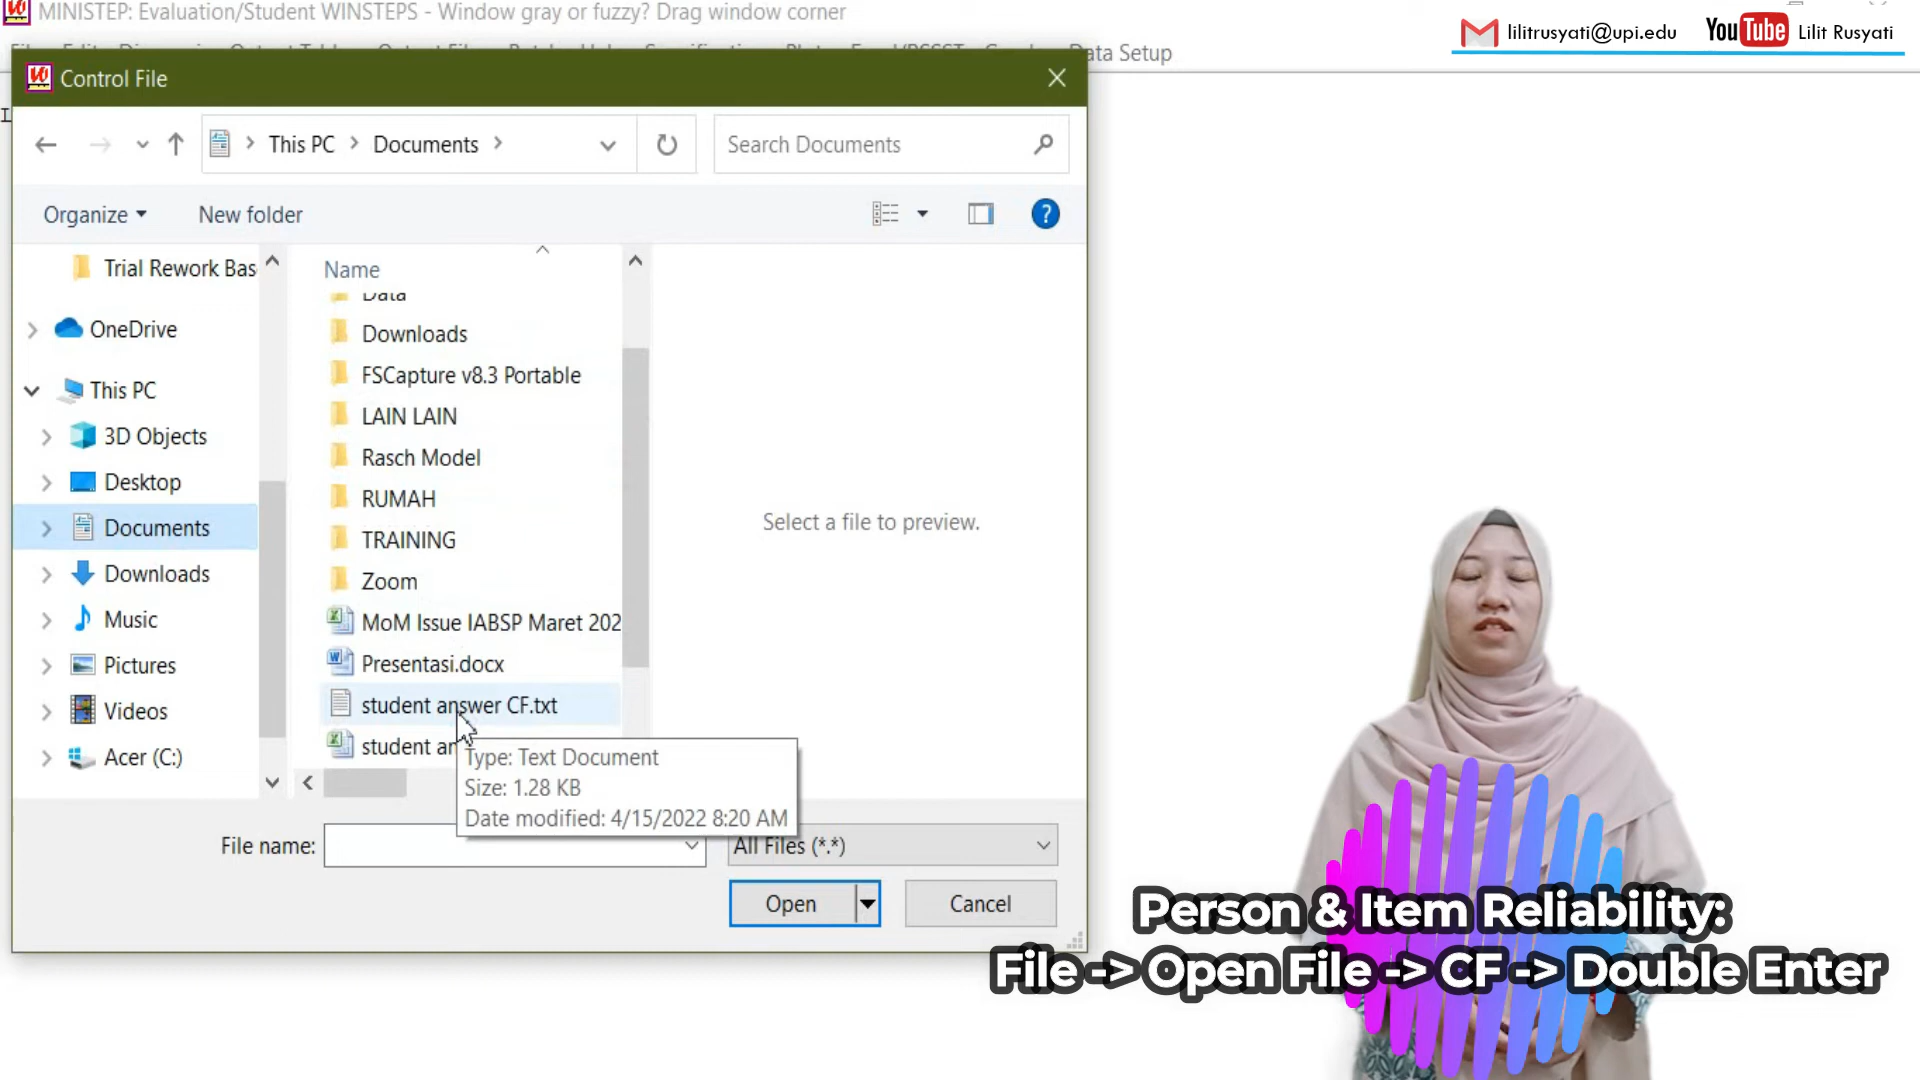 MINISTEP: Evaluation/Student WINSTEPS - Window gray or fuzzy? Drag window corner
lilitrusyati@upi.edu
YouTube Lilit Rusyati
Data Setup
Control File
This PC
Documents
Search Documents
Organize
New folder
?
Trial Rework Bas
OneDrive
This PC
3D Objects
Desktop
Documents
Downloads
Music
Pictures
Videos
Acer (C:)
Name
Data
Downloads
FSCapture v8.3 Portable
LAIN LAIN
Rasch Model
RUMAH
TRAINING
Zoom
MoM Issue IABSP Maret 202
Presentasi.docx
student answer CF.txt
student an
Type: Text Document
Size: 1.28 KB
Date modified: 4/15/2022 8:20 AM
Select a file to preview.
File name:
All Files (*.*)
Open
Cancel
Person & Item Reliability:
File -> Open File -> CF -> Double Enter